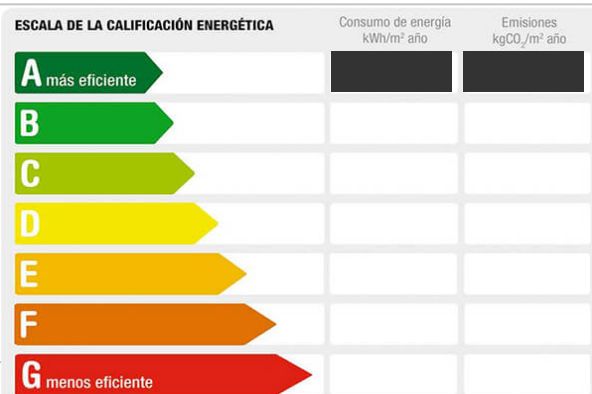 ESCALA DE LA CALIFICACIÓN ENERGÉTICA
Consumo de energía
kWh/m² año
Emisiones
kgCO₂/m² año
A más eficiente
B
C
D
E
F
G menos eficiente